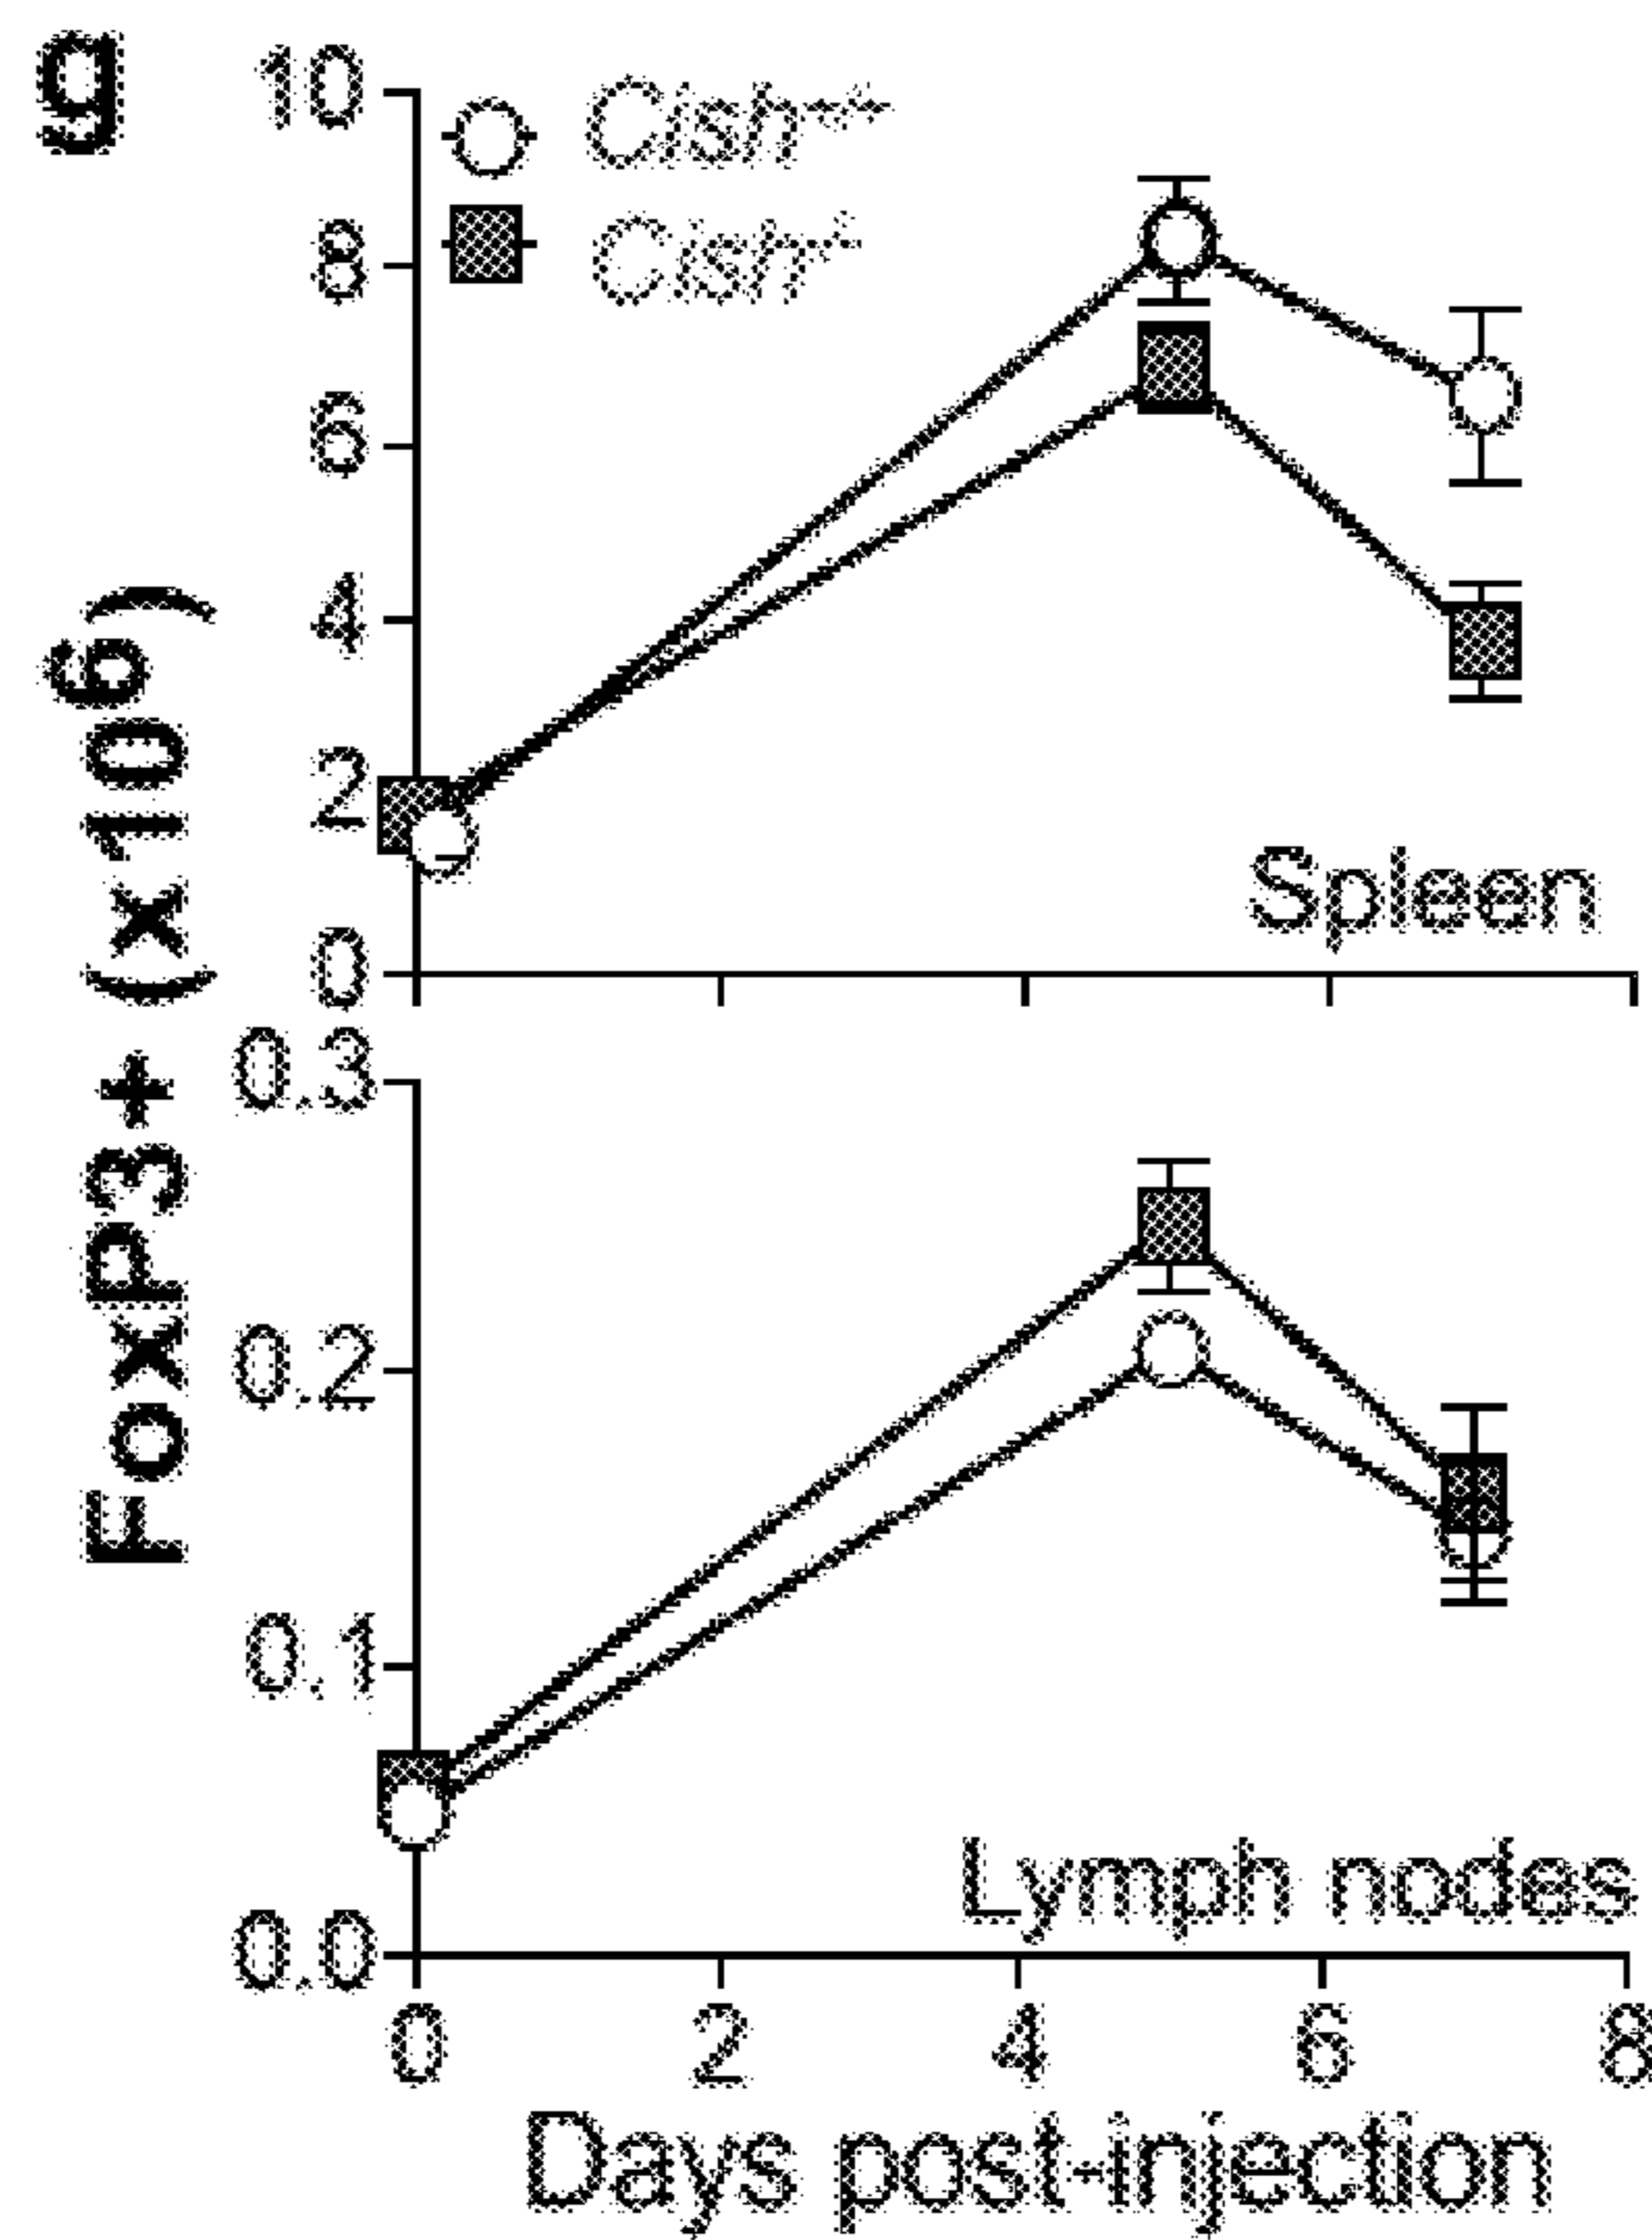 g
10
8
6
4
2
0
Cish+/+
Cish-/-
Spleen
FoxP3+ (x10⁶)
0.3
0.2
0.1
0.0
Lymph nodes
0
2
4
6
8
Days post-injection